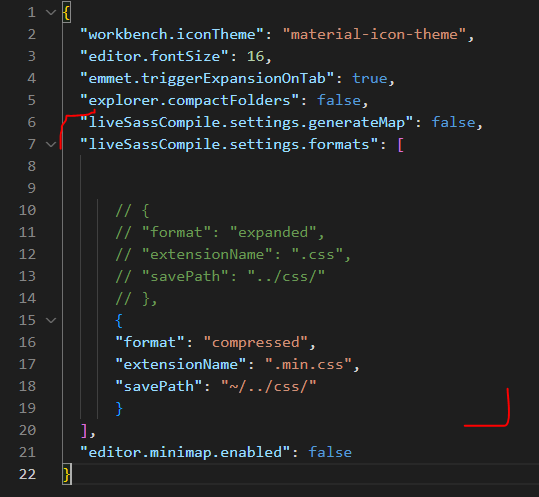 1 {
2 "workbench.iconTheme": "material-icon-theme",
3 "editor.fontSize": 16,
4 "emmet.triggerExpansionOnTab": true,
5 "explorer.compactFolders": false,
6 "liveSassCompile.settings.generateMap": false,
7 "liveSassCompile.settings.formats": [
8
9
10 // {
11 // "format": "expanded",
12 // "extensionName": ".css",
13 // "savePath": "../css/"
14 // },
15 {
16 "format": "compressed",
17 "extensionName": ".min.css",
18 "savePath": "~/../css/"
19 }
20 ],
21 "editor.minimap.enabled": false
22 }